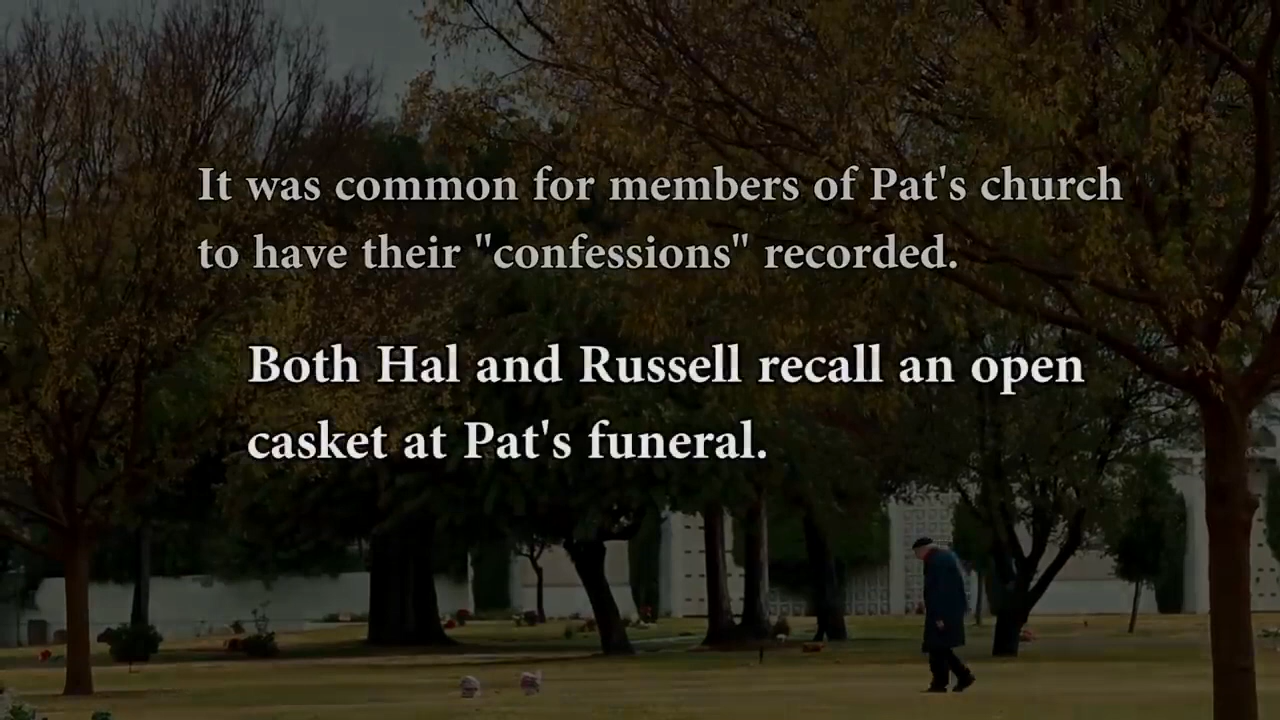 It was common for members of Pat's church
to have their "confessions" recorded.
Both Hal and Russell recall an open
casket at Pat's funeral.